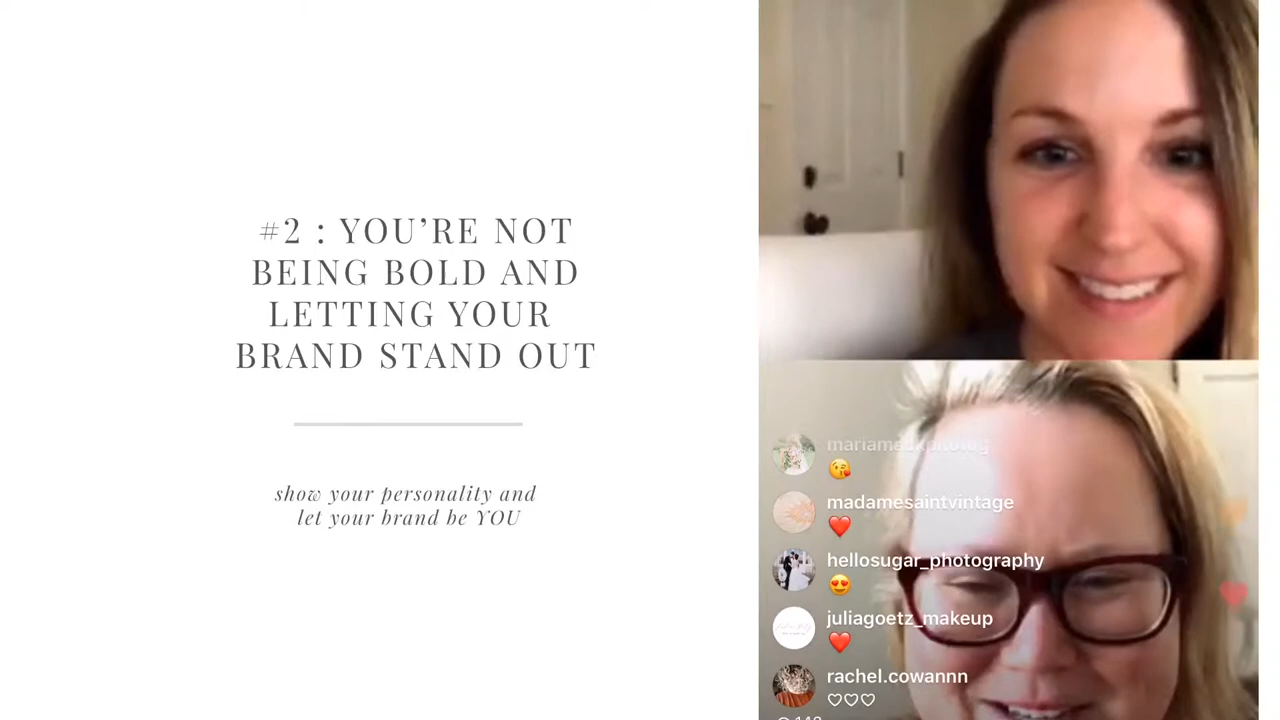 #2 : YOU’RE NOT
BEING BOLD AND
LETTING YOUR
BRAND STAND OUT
show your personality and
let your brand be YOU
😘
madamesaintvintage
❤️
hellosugar_photography
😍
juliagoetz_makeup
❤️
rachel.cowannn
♡♡♡